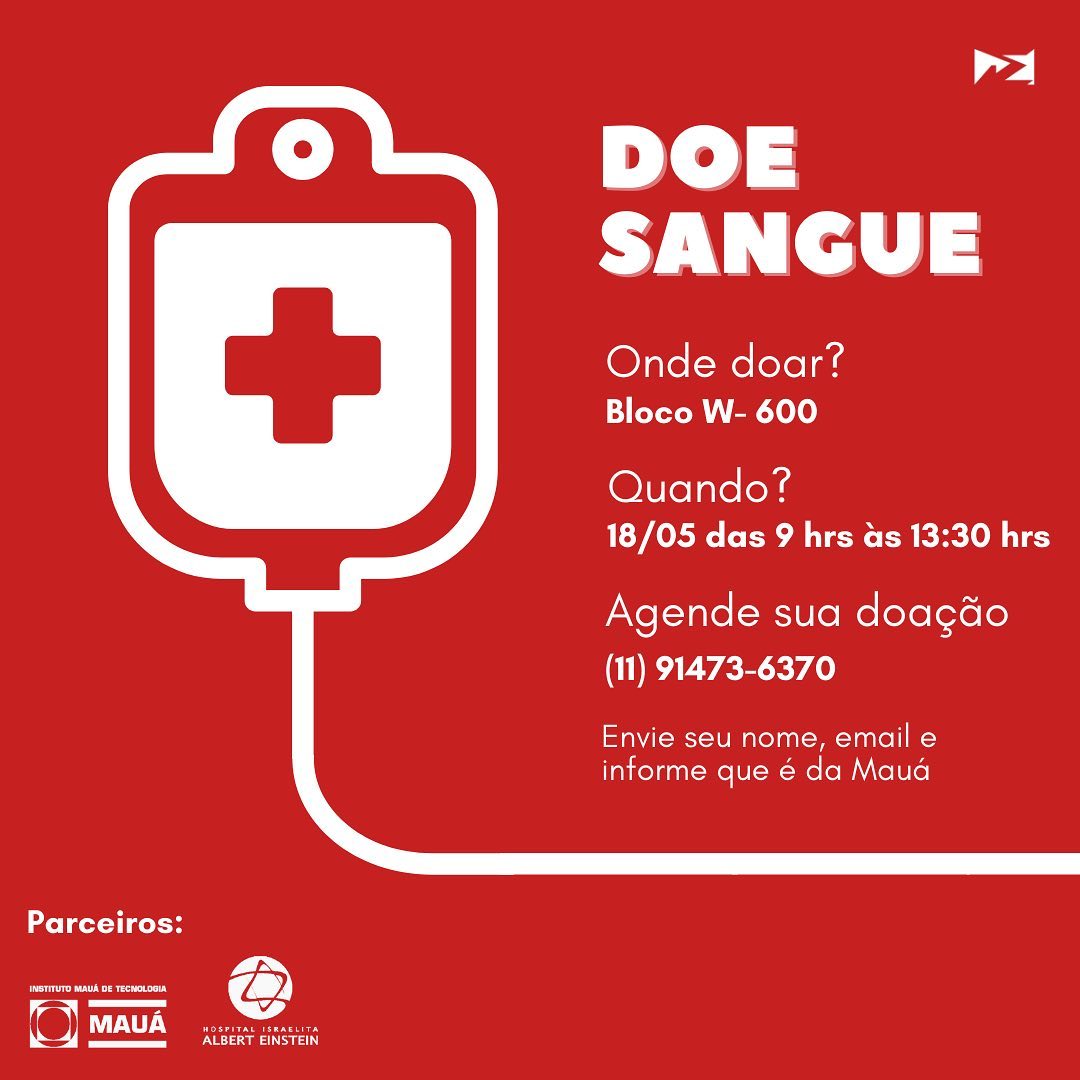 DOE
SANGUE
Onde doar?
Bloco W- 600
Quando?
18/05 das 9 hrs às 13:30 hrs
Agende sua doação
(11) 91473-6370
Envie seu nome, email e
informe que é da Mauá
Parceiros:
INSTITUTO MAUÁ DE TECNOLOGIA
MAUÁ
HOSPITAL ISRAELITA
ALBERT EINSTEIN